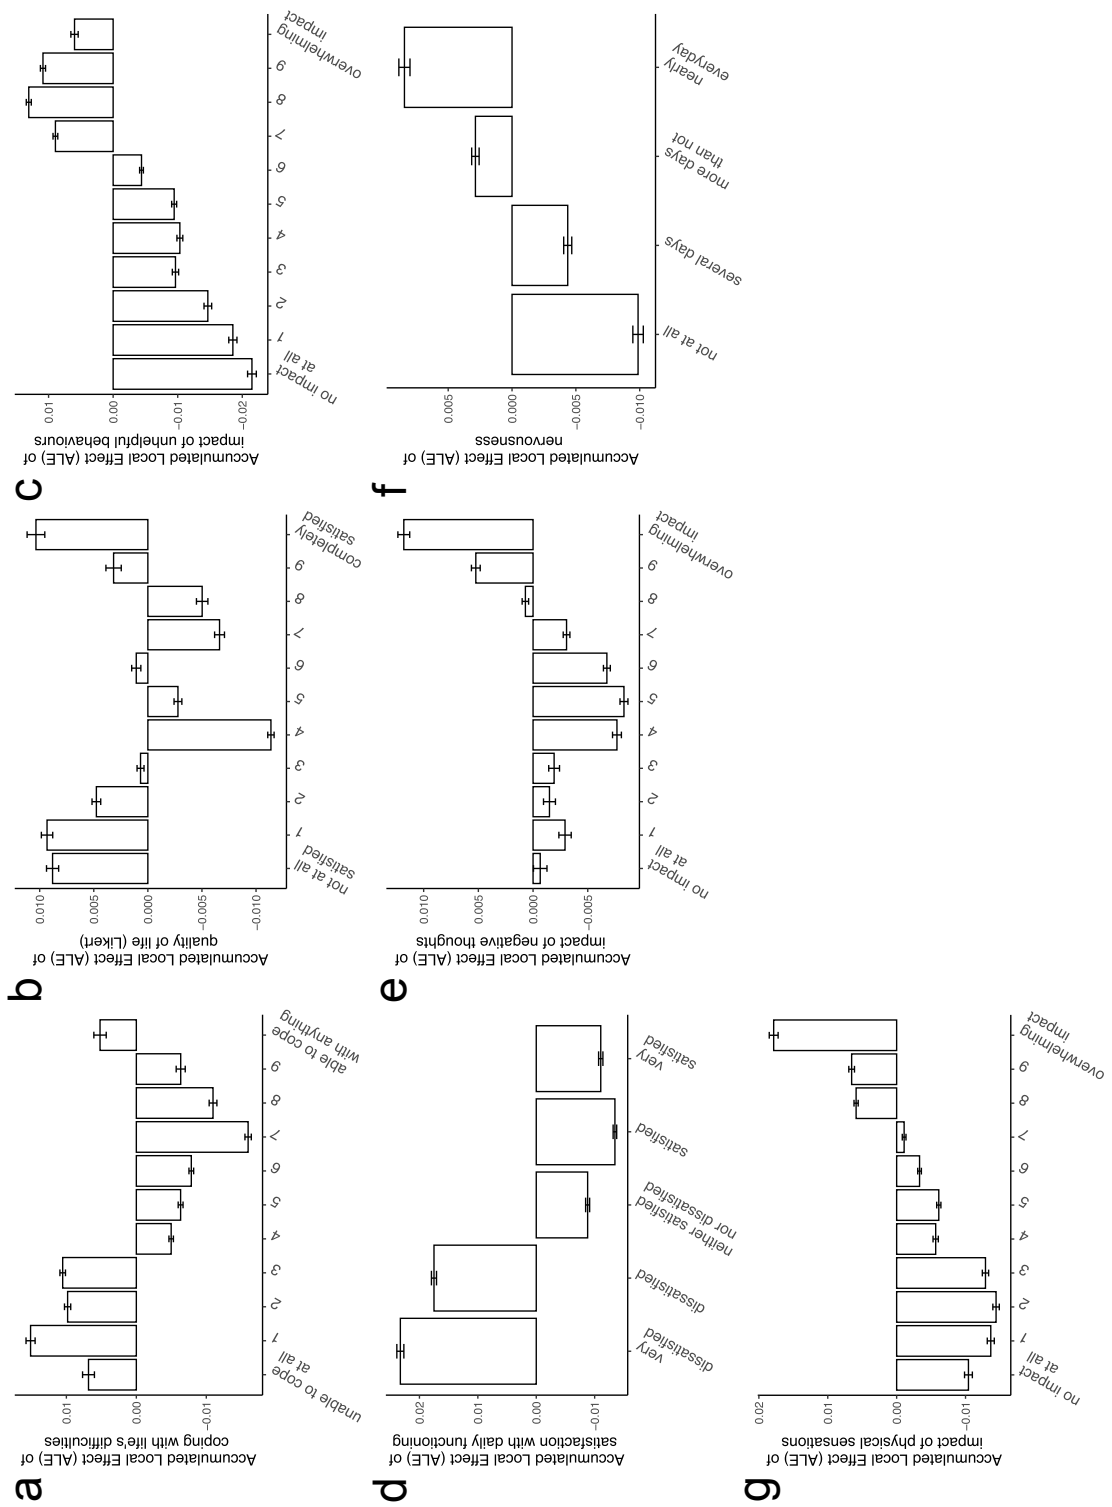 a
Accumulated Local Effect (ALE) of
coping with life's difficulties
0.01
0.00
−0.01
unable to cope
at all
1
2
3
4
5
6
7
8
9
able to cope
with anything
b
Accumulated Local Effect (ALE) of
quality of life (Likert)
0.010
0.005
0.000
−0.005
−0.010
not at all
satisfied
1
2
3
4
5
6
7
8
9
completely
satisfied
c
Accumulated Local Effect (ALE) of
impact of unhelpful behaviours
0.01
0.00
−0.01
−0.02
no impact
at all
1
2
3
4
5
6
7
8
9
overwhelming
impact
d
Accumulated Local Effect (ALE) of
satisfaction with daily functioning
0.02
0.01
0.00
−0.01
very
dissatisfied
dissatisfied
neither satisfied
nor dissatisfied
satisfied
very
satisfied
e
Accumulated Local Effect (ALE) of
impact of negative thoughts
0.010
0.005
0.000
−0.005
no impact
at all
1
2
3
4
5
6
7
8
9
overwhelming
impact
f
Accumulated Local Effect (ALE) of
nervousness
0.005
0.000
−0.005
−0.010
not at all
several days
more days
than not
nearly
everyday
g
Accumulated Local Effect (ALE) of
impact of physical sensations
0.02
0.01
0.00
−0.01
no impact
at all
1
2
3
4
5
6
7
8
9
overwhelming
impact